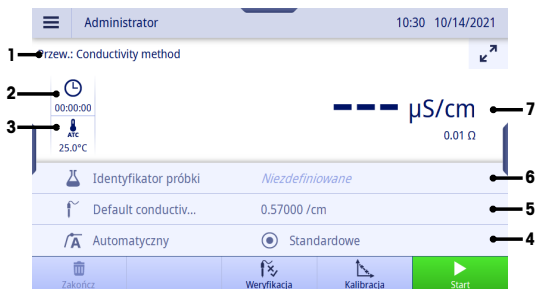 Administrator 10:30 10/14/2021
1 Przew.: Conductivity method
2 00:00:00
--- µS/cm 7
0.01 Ω
3 ATC
25.0°C
Identyfikator próbki Niezdefiniowane 6
Default conductiv... 0.57000 /cm 5
A Automatyczny Standardowe 4
Zakończ Weryfikacja Kalibracja Start